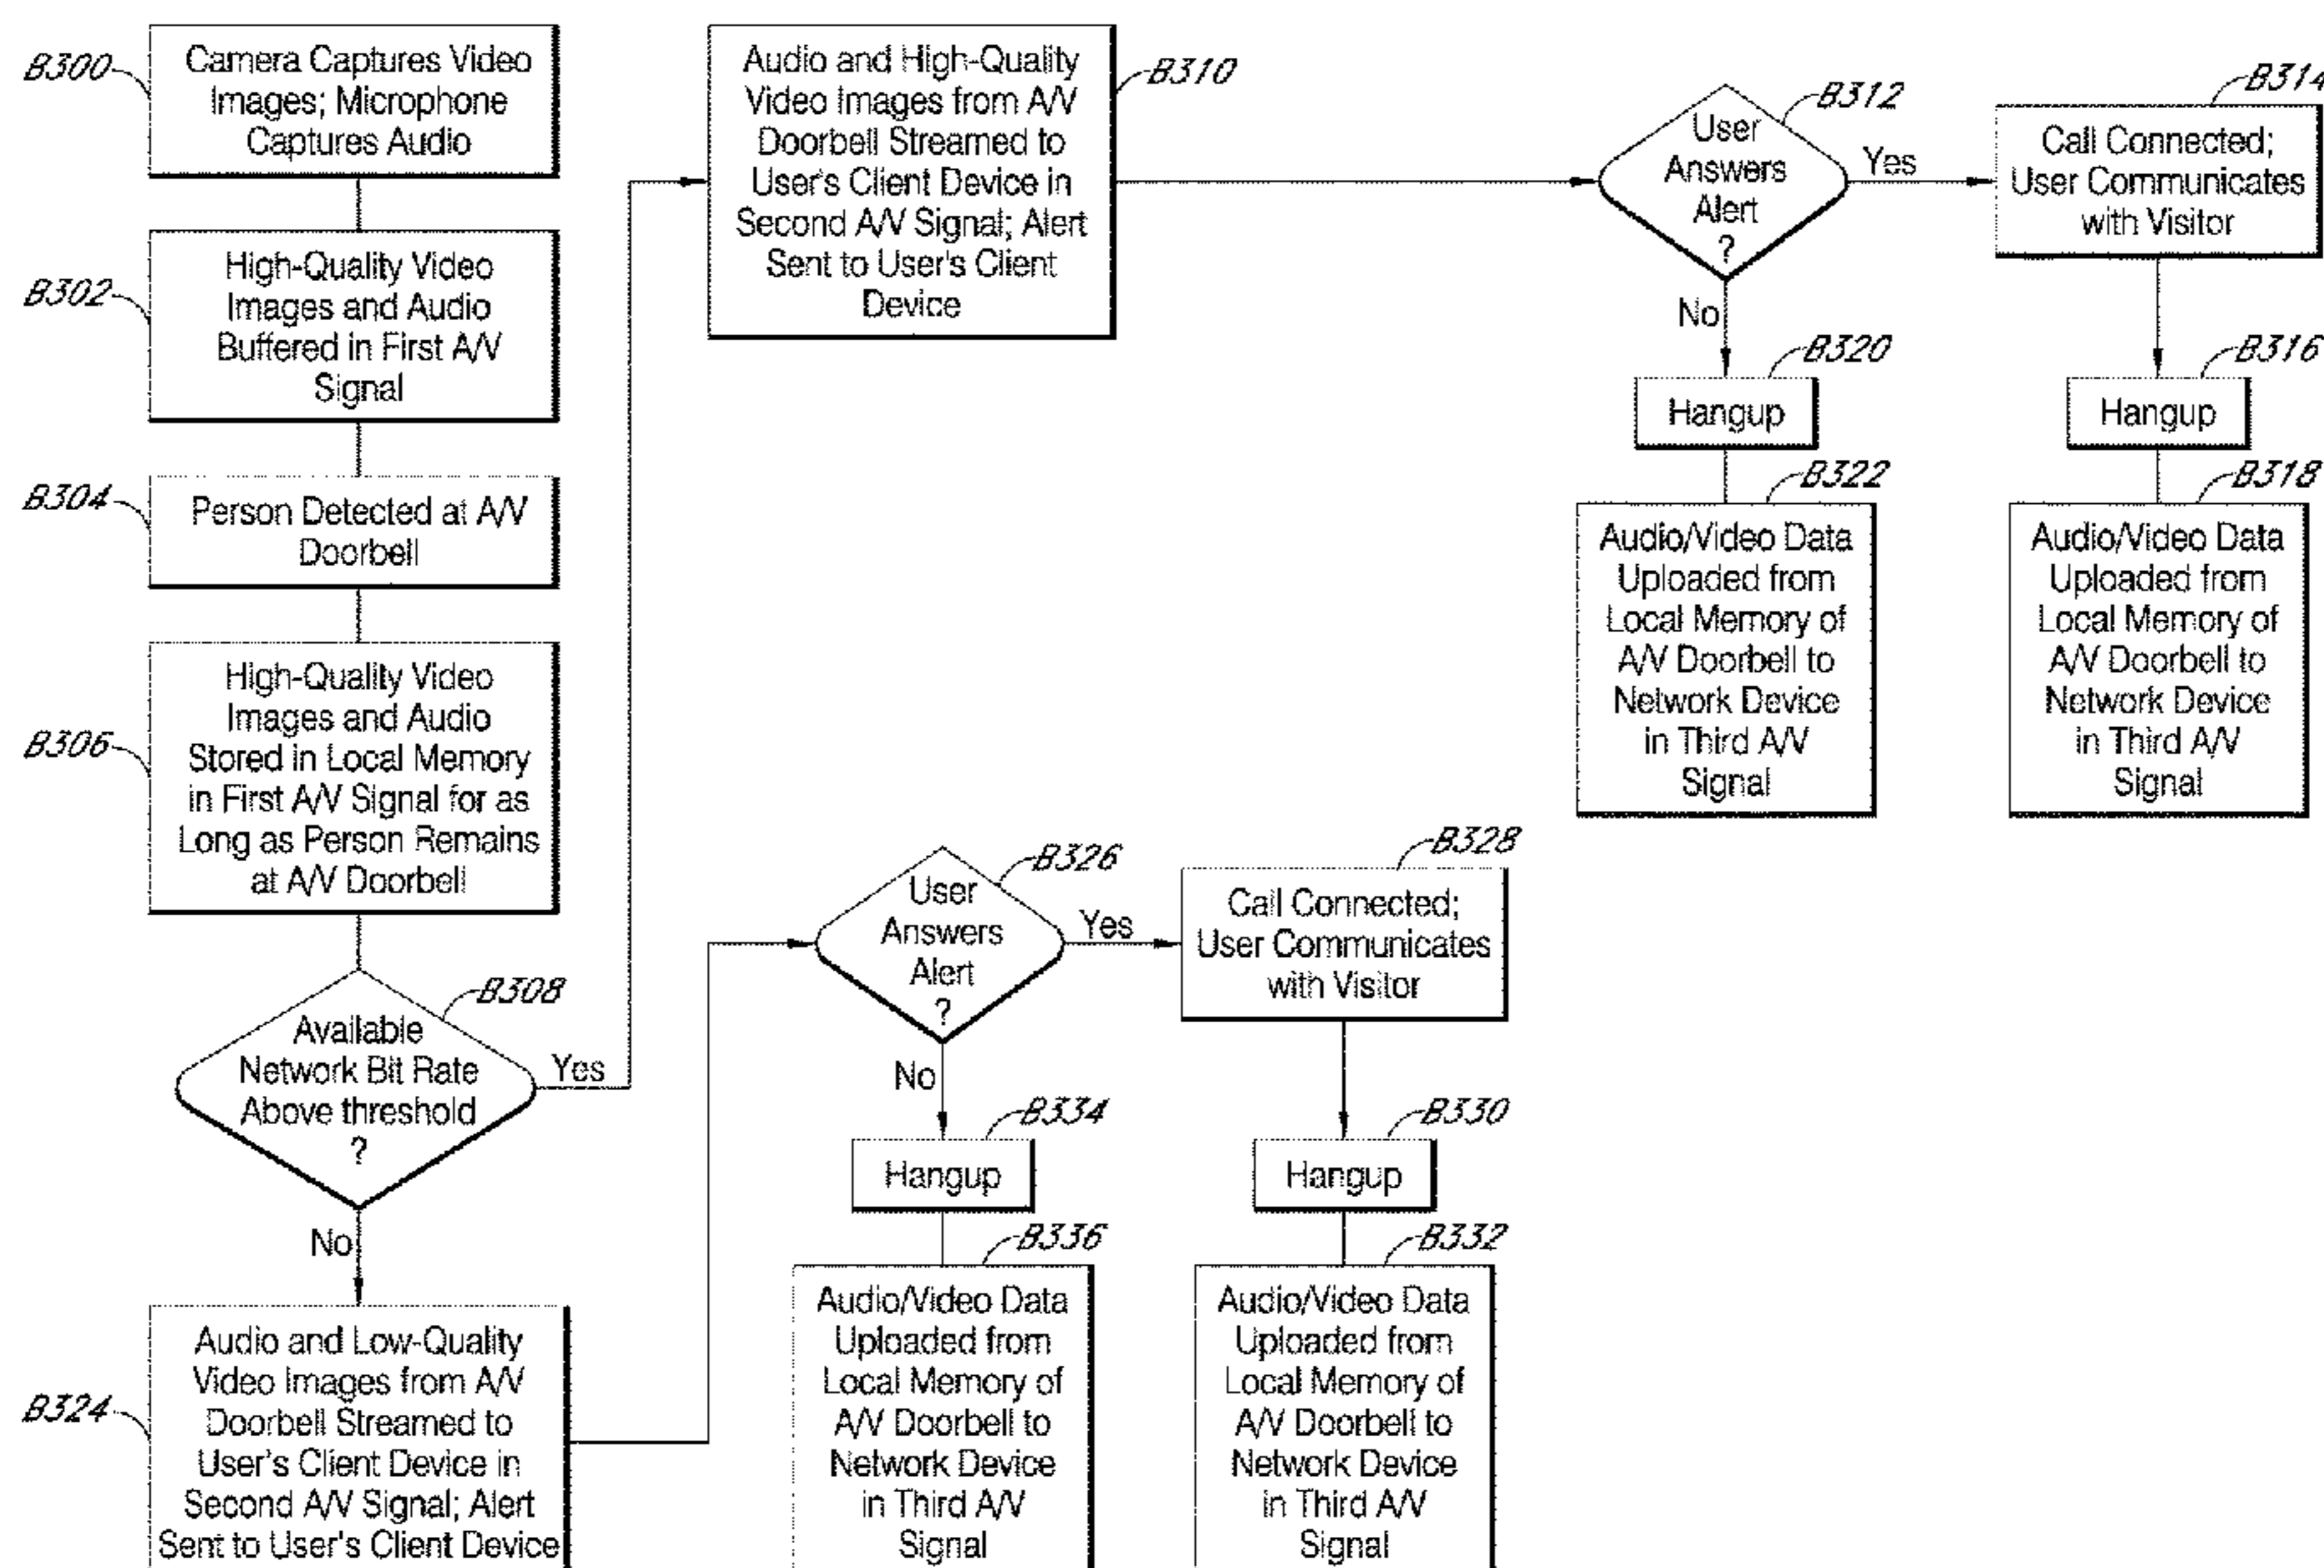 B300
Camera Captures Video
Images; Microphone
Captures Audio
B302
High-Quality Video
Images and Audio
Buffered in First A/V
Signal
B304
Person Detected at A/V
Doorbell
B306
High-Quality Video
Images and Audio
Stored in Local Memory
in First A/V Signal for as
Long as Person Remains
at A/V Doorbell
B308
Available
Network Bit Rate
Above threshold
?
Yes
No
B310
Audio and High-Quality
Video Images from A/V
Doorbell Streamed to
User's Client Device in
Second A/V Signal; Alert
Sent to User's Client
Device
B312
User
Answers
Alert
?
Yes
No
B314
Call Connected;
User Communicates
with Visitor
B316
Hangup
B318
Audio/Video Data
Uploaded from
Local Memory of
A/V Doorbell to
Network Device
in Third A/V
Signal
B320
Hangup
B322
Audio/Video Data
Uploaded from
Local Memory of
A/V Doorbell to
Network Device
in Third A/V
Signal
B324
Audio and Low-Quality
Video Images from A/V
Doorbell Streamed to
User's Client Device in
Second A/V Signal; Alert
Sent to User's Client Device
B326
User
Answers
Alert
?
Yes
No
B328
Call Connected;
User Communicates
with Visitor
B330
Hangup
B332
Audio/Video Data
Uploaded from
Local Memory of
A/V Doorbell to
Network Device
in Third A/V
Signal
B334
Hangup
B336
Audio/Video Data
Uploaded from
Local Memory of
A/V Doorbell to
Network Device
in Third A/V
Signal